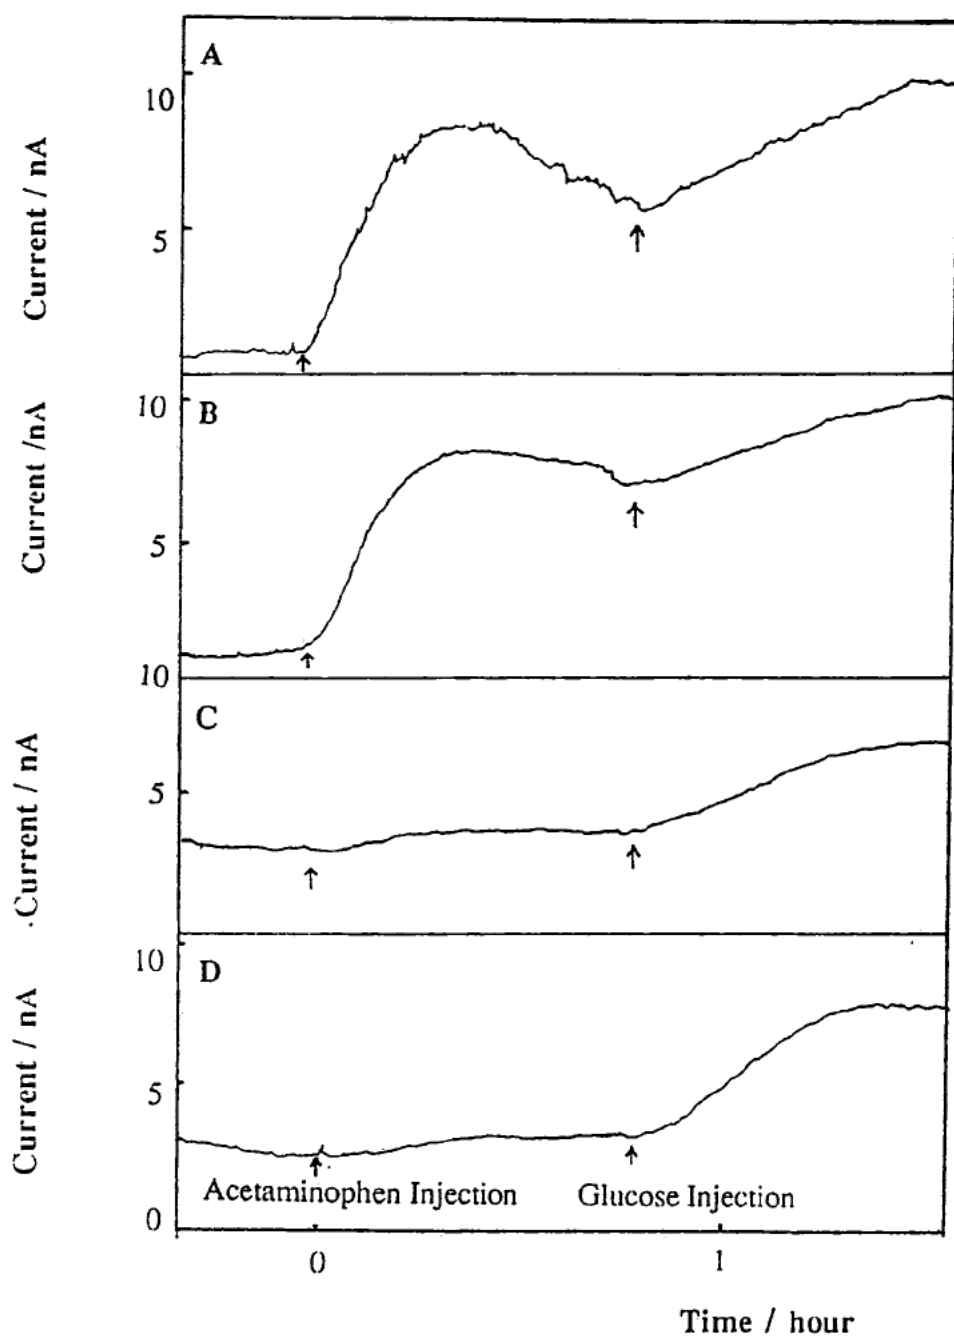 A
10
5
Current / nA
B
10
5
Current /nA
C
10
5
.Current / nA
D
10
5
0
Current / nA
Acetaminophen Injection
Glucose Injection
0
1
Time / hour